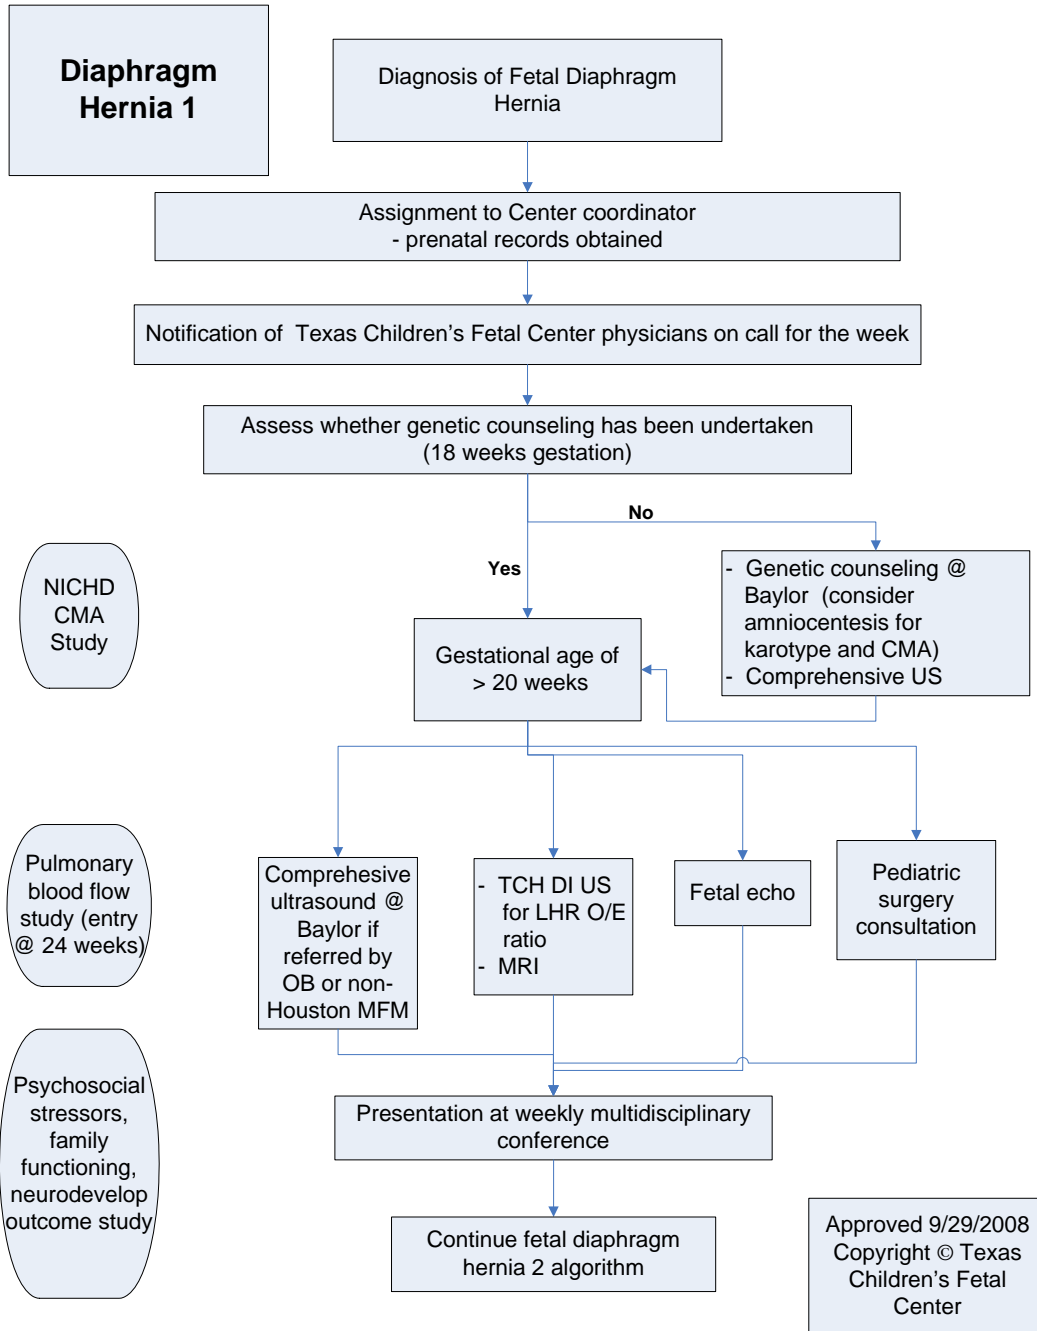 Diaphragm
Hernia 1
Diagnosis of Fetal Diaphragm
Hernia
Assignment to Center coordinator
- prenatal records obtained
Notification of Texas Children's Fetal Center physicians on call for the week
Assess whether genetic counseling has been undertaken
(18 weeks gestation)
No
Yes
NICHD
CMA
Study
Gestational age of
> 20 weeks
- Genetic counseling @
Baylor (consider
amniocentesis for
karotype and CMA)
- Comprehensive US
Pulmonary
blood flow
study (entry
@ 24 weeks)
Comprehesive
ultrasound @
Baylor if
referred by
OB or non-
Houston MFM
- TCH DI US
for LHR O/E
ratio
- MRI
Fetal echo
Pediatric
surgery
consultation
Psychosocial
stressors,
family
functioning,
neurodevelop
outcome study
Presentation at weekly multidisciplinary
conference
Continue fetal diaphragm
hernia 2 algorithm
Approved 9/29/2008
Copyright © Texas
Children's Fetal
Center